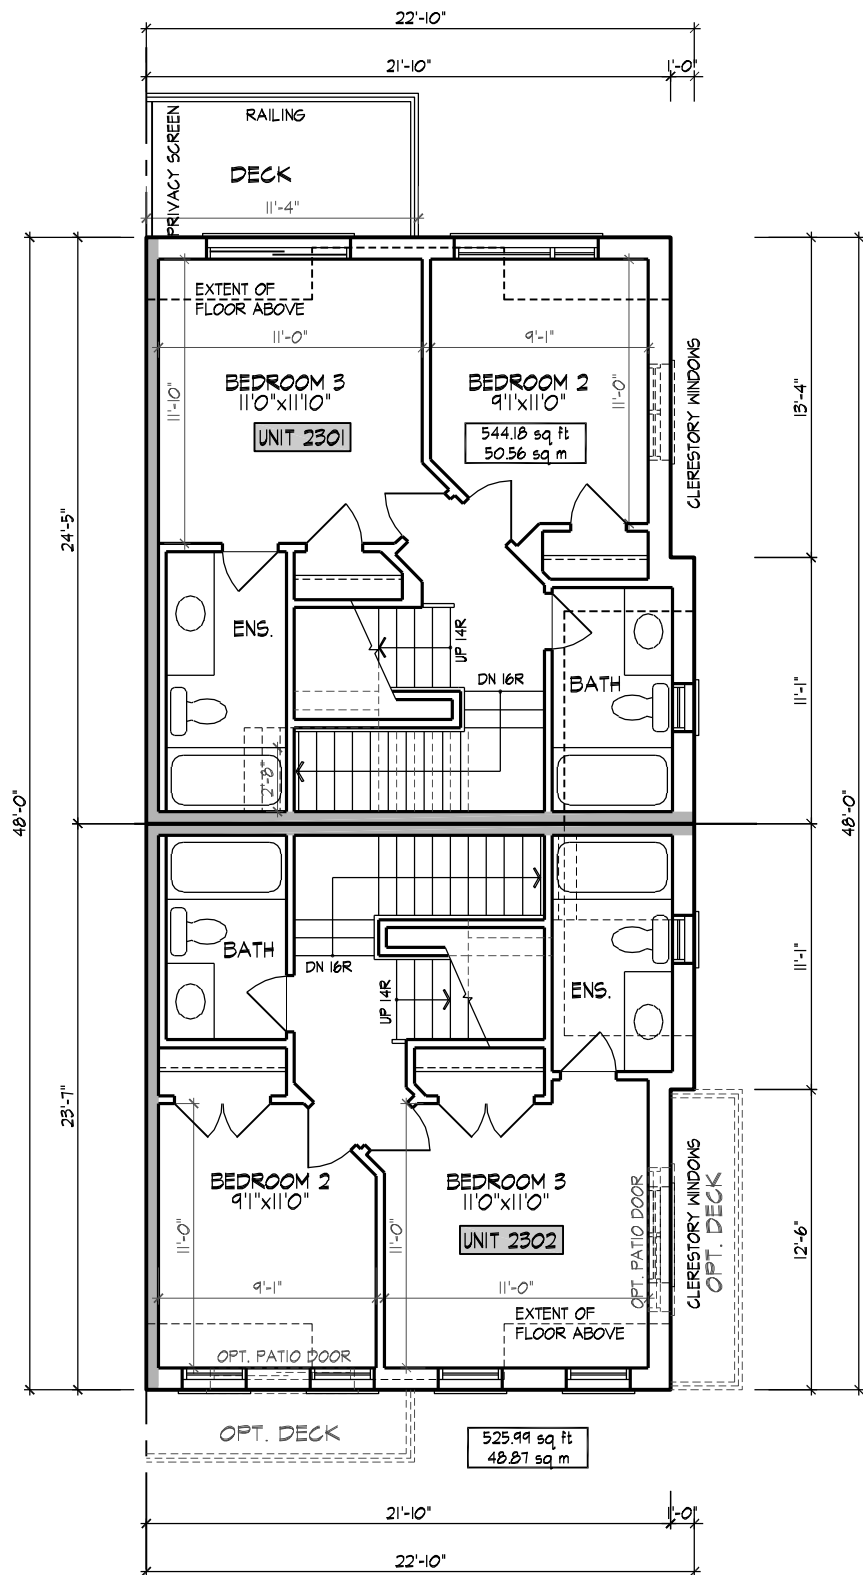 22'-10"
21'-10"
1'-0"
RAILING
PRIVACY SCREEN
DECK
11'-4"
EXTENT OF
FLOOR ABOVE
11'-0"
9'-1"
BEDROOM 3
11'0"x11'10"
BEDROOM 2
9'1"x11'0"
11'-10"
11'-0"
UNIT 2301
544.18 sq ft
50.56 sq m
CLERESTORY WINDOWS
13'-4"
24'-5"
ENS.
UP 14R
DN 16R
BATH
11'-1"
2'-8"
48'-0"
48'-0"
BATH
DN 16R
UP 14R
ENS.
11'-1"
23'-7"
BEDROOM 2
9'1"x11'0"
BEDROOM 3
11'0"x11'0"
11'-0"
11'-0"
UNIT 2302
OPT. PATIO DOOR
CLERESTORY WINDOWS
OPT. DECK
12'-6"
9'-1"
11'-0"
EXTENT OF
FLOOR ABOVE
OPT. PATIO DOOR
OPT. DECK
525.99 sq ft
48.87 sq m
21'-10"
1'-0"
22'-10"